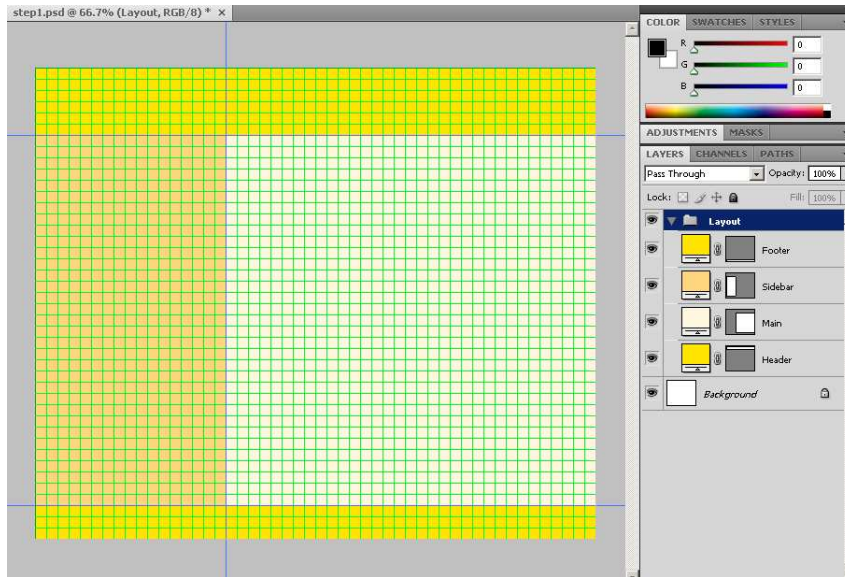 step1.psd @ 66.7% (Layout, RGB/8) * ×
COLOR SWATCHES STYLES
R 0
G 0
B 0
ADJUSTMENTS MASKS
LAYERS CHANNELS PATHS
Pass Through Opacity: 100%
Lock: Fill: 100%
Layout
Footer
Sidebar
Main
Header
Background